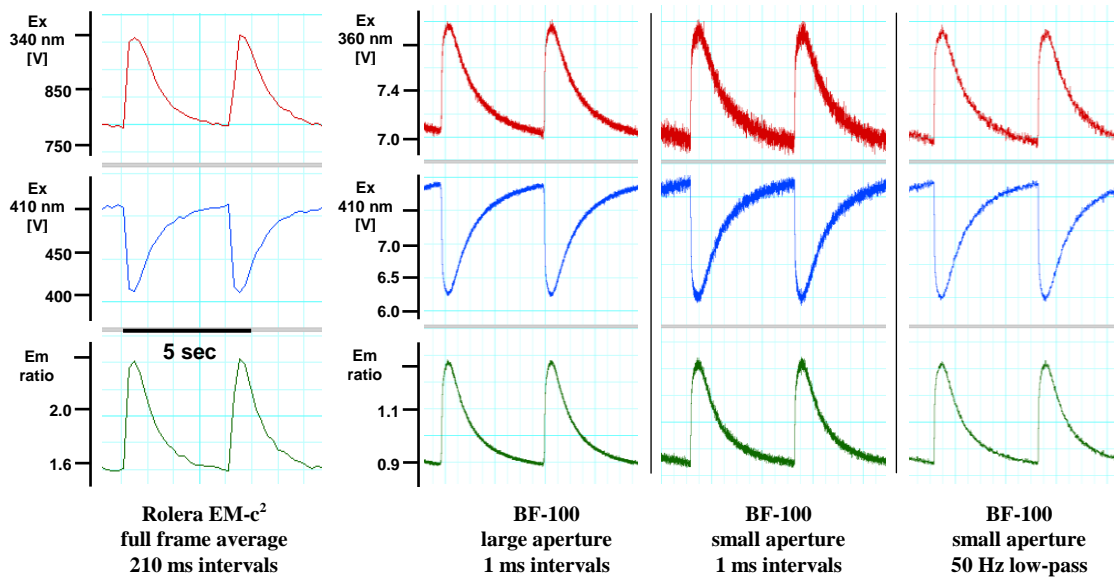 Ex
340 nm
[V]
850
750
Ex
410 nm
[V]
450
400
5 sec
Em
ratio
2.0
1.6
Ex
360 nm
[V]
7.4
7.0
Ex
410 nm
[V]
7.0
6.5
6.0
Em
ratio
1.1
0.9
Rolera EM-c²
full frame average
210 ms intervals
BF-100
large aperture
1 ms intervals
BF-100
small aperture
1 ms intervals
BF-100
small aperture
50 Hz low-pass